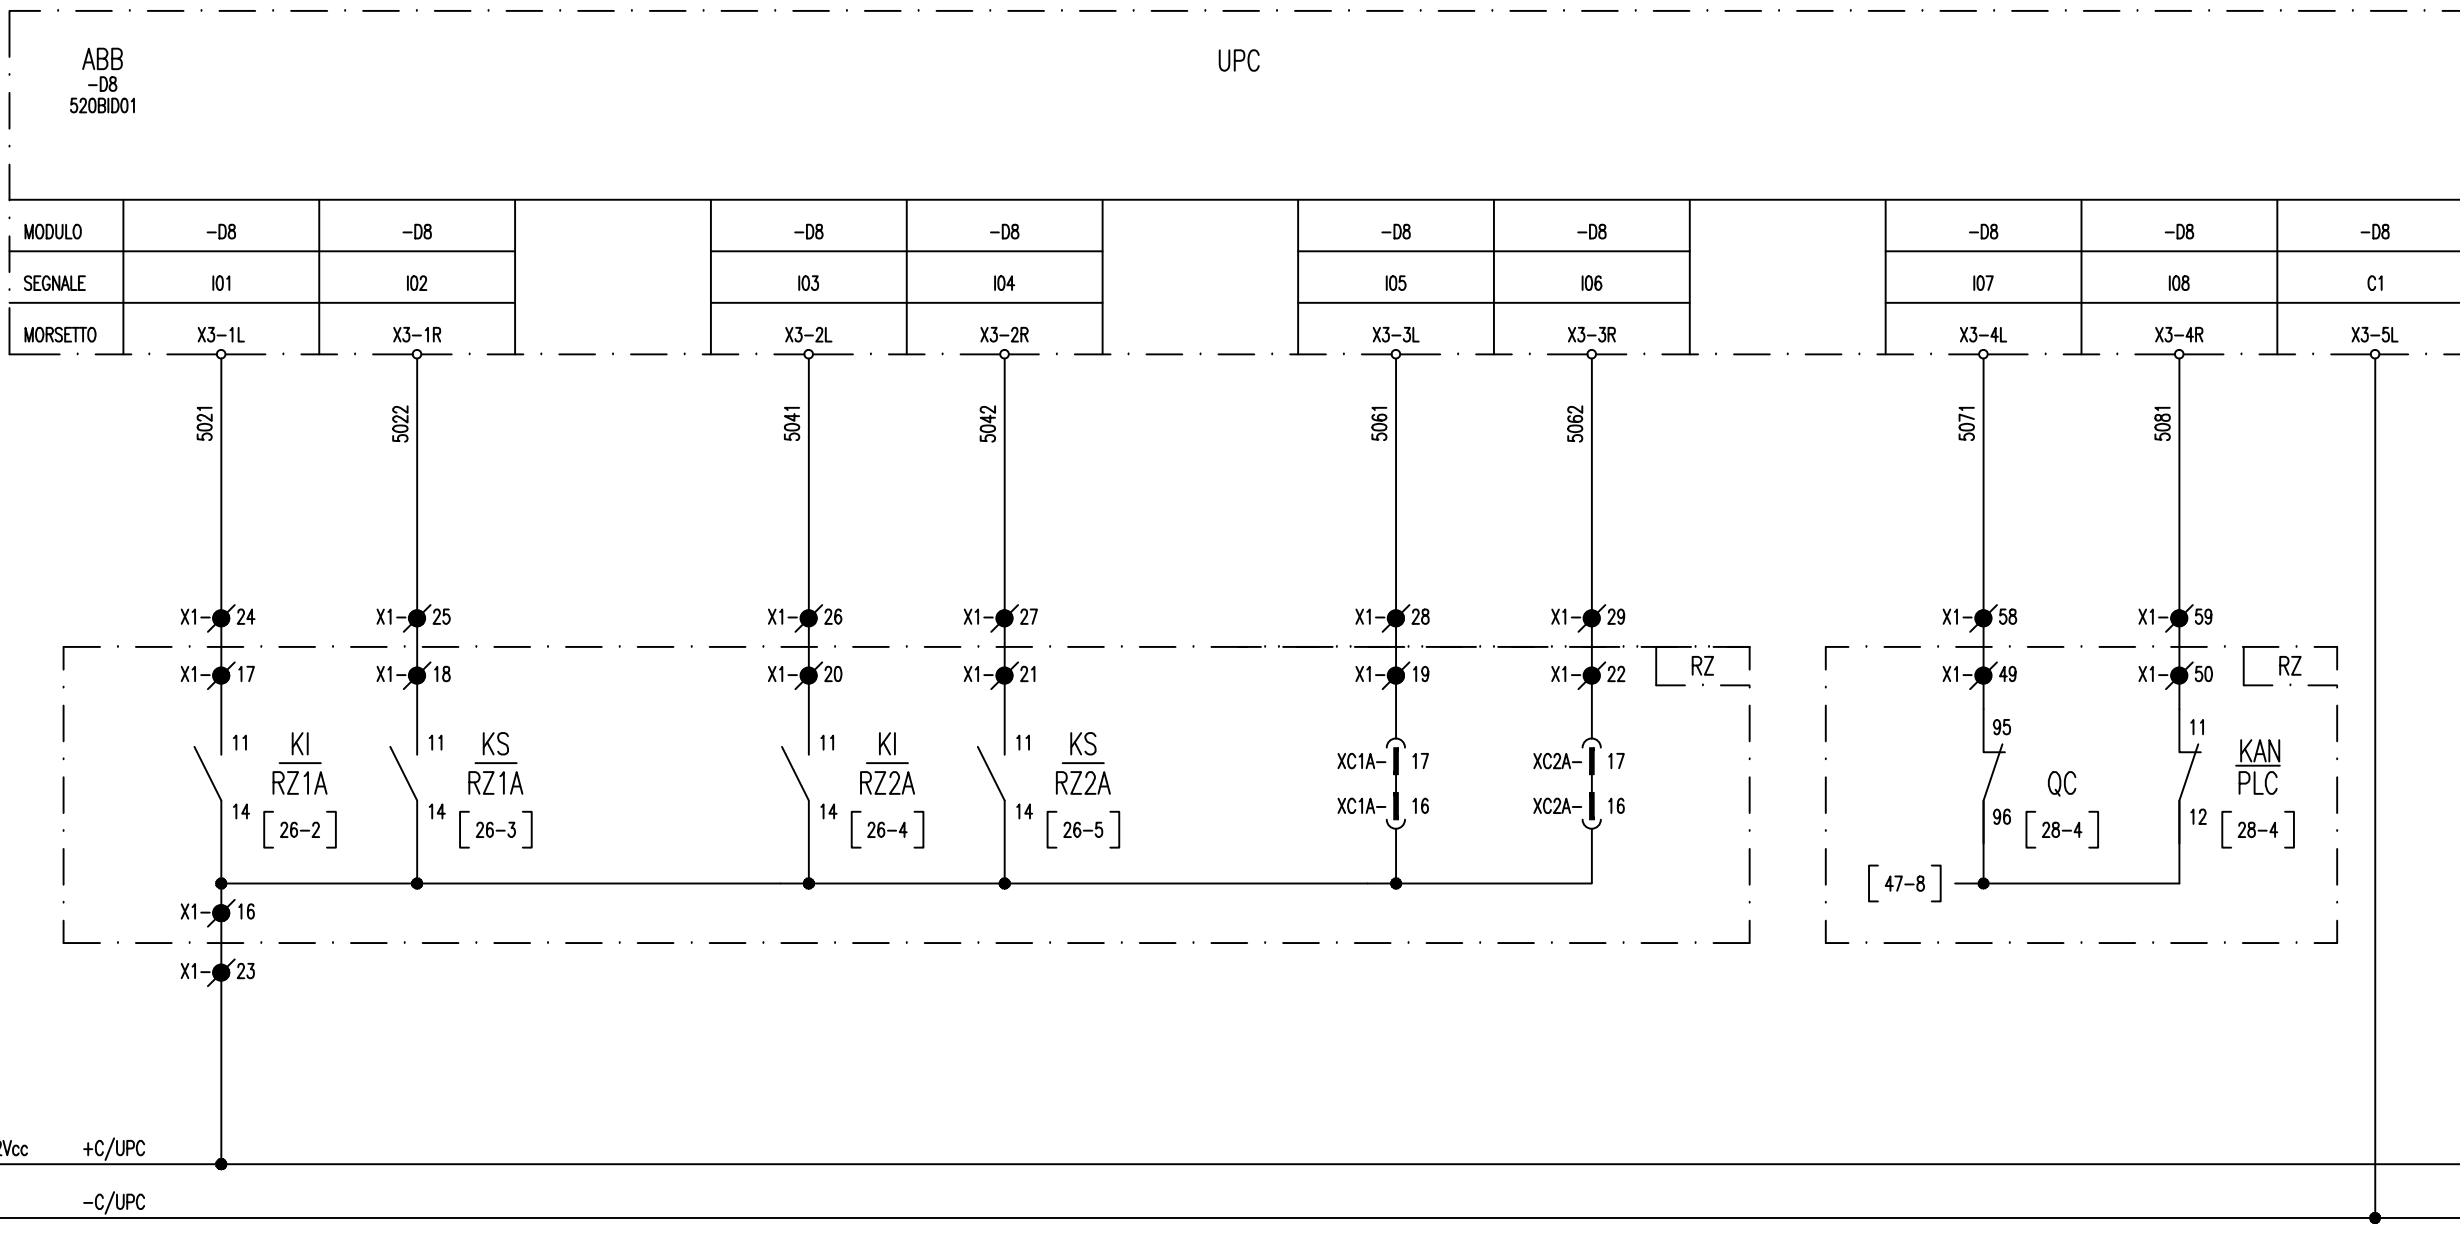 ABB
-D8
520BID01
UPC
MODULO -D8 -D8 -D8 -D8 -D8 -D8 -D8 -D8 -D8
SEGNALE I01 I02 I03 I04 I05 I06 I07 I08 C1
MORSETTO X3-1L X3-1R X3-2L X3-2R X3-3L X3-3R X3-4L X3-4R X3-5L
5021 5022 5041 5042 5061 5062 5071 5081
X1- 24 X1- 25 X1- 26 X1- 27 X1- 28 X1- 29 X1- 58 X1- 59
RZ RZ
X1- 17 X1- 18 X1- 20 X1- 21 X1- 19 X1- 22 X1- 49 X1- 50
95 11
11 KI 11 KS 11 KI 11 KS KAN
XC1A- 17 XC2A- 17
RZ1A RZ1A RZ2A RZ2A QC PLC
XC1A- 16 XC2A- 16
14 14 14 14 96 12
26-2 26-3 26-4 26-5 28-4 28-4
47-8
X1- 16
X1- 23
2Vcc +C/UPC
-C/UPC